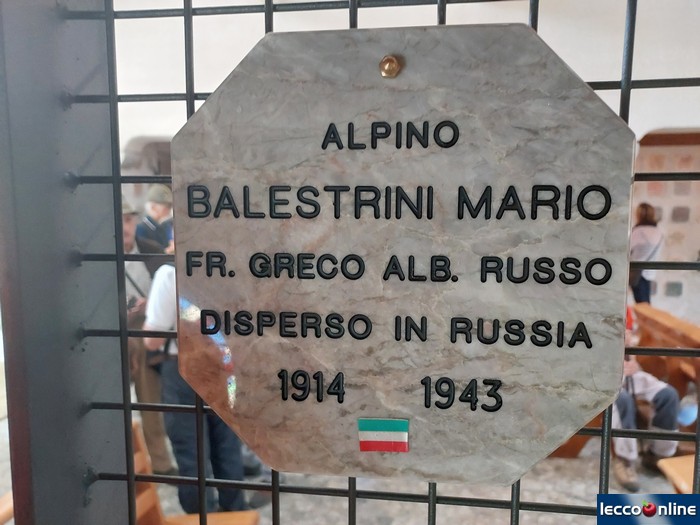 ALPINO
BALESTRINI MARIO
FR. GRECO ALB. RUSSO
DISPERSO IN RUSSIA
1914 1943
leccoonline